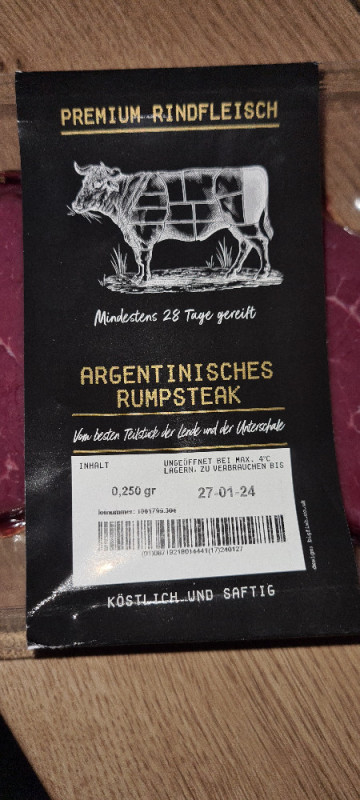 PREMIUM RINDFLEISCH
Mindestens 28 Tage gereift
ARGENTINISCHES
RUMPSTEAK
Vom besten Teilstück der Lende und der Unterschale
INHALT
UNGEÖFFNET BEI MAX. 4°C
LAGERN. ZU VERBRAUCHEN BIS
0,250 gr
27-01-24
KÖSTLICH UND SAFTIG